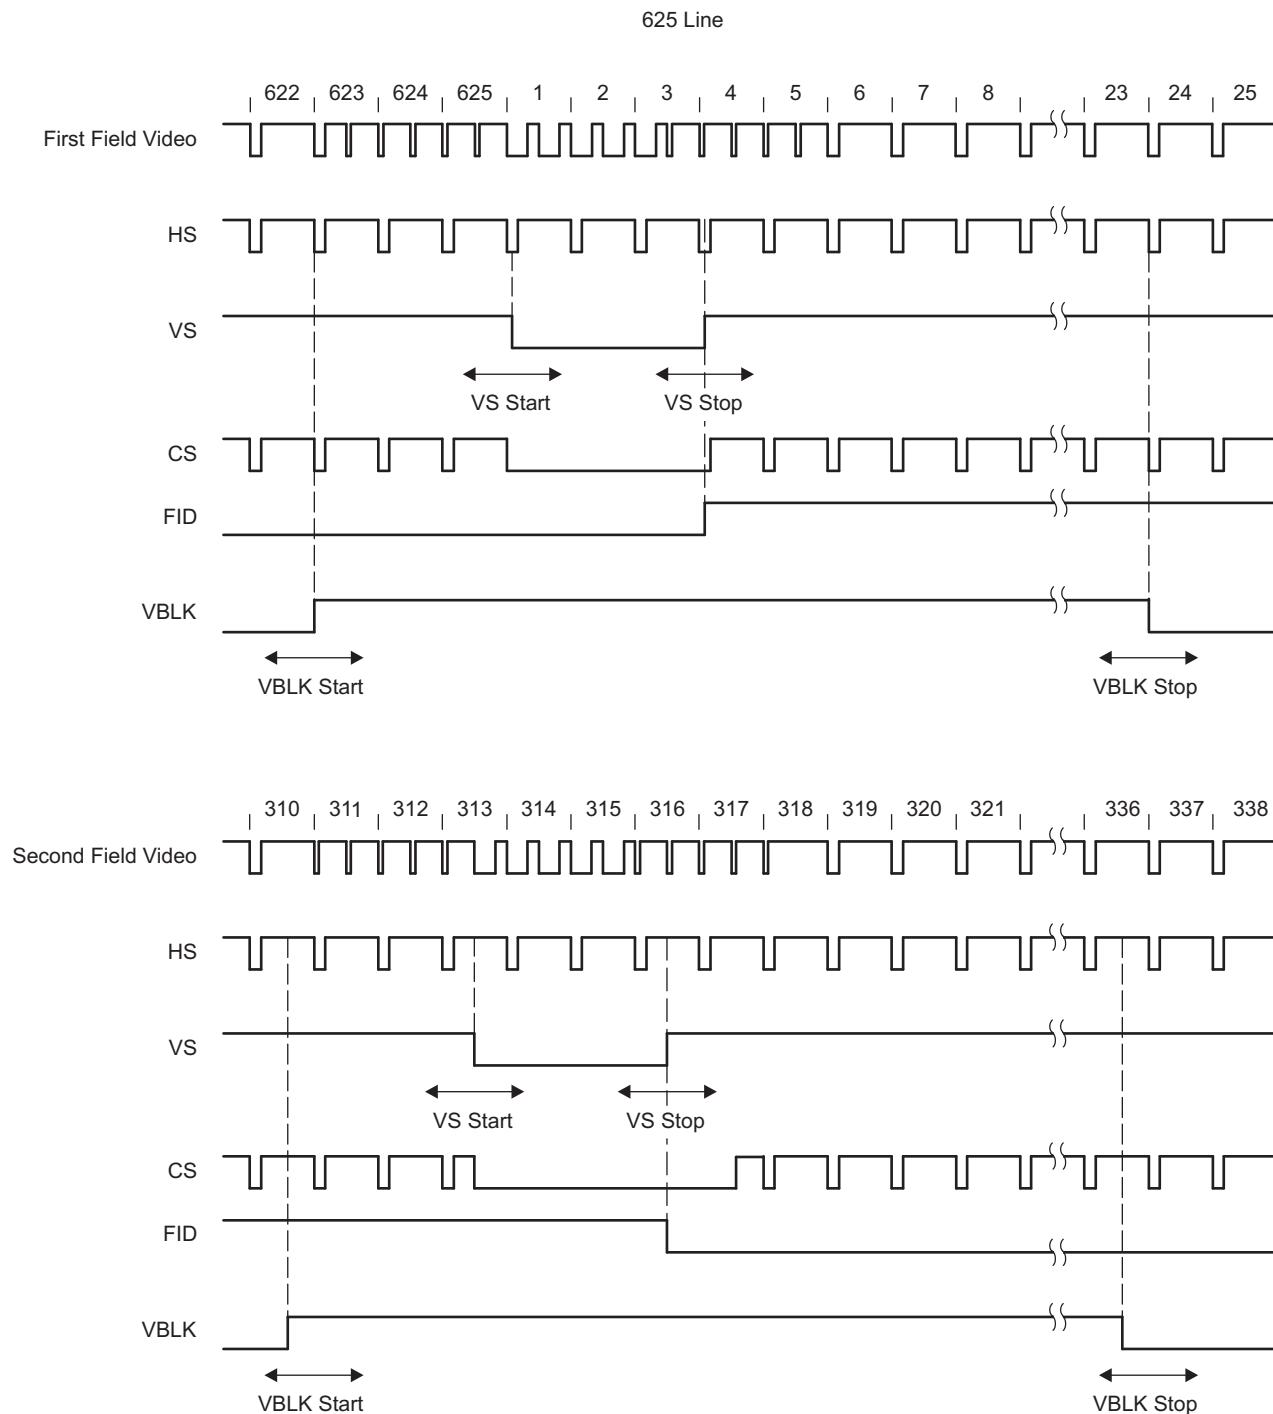 625 Line
622 623 624 625 1 2 3 4 5 6 7 8 23 24 25
First Field Video
HS
VS
VS Start VS Stop
CS
FID
VBLK
VBLK Start VBLK Stop
310 311 312 313 314 315 316 317 318 319 320 321 336 337 338
Second Field Video
HS
VS
VS Start VS Stop
CS
FID
VBLK
VBLK Start VBLK Stop